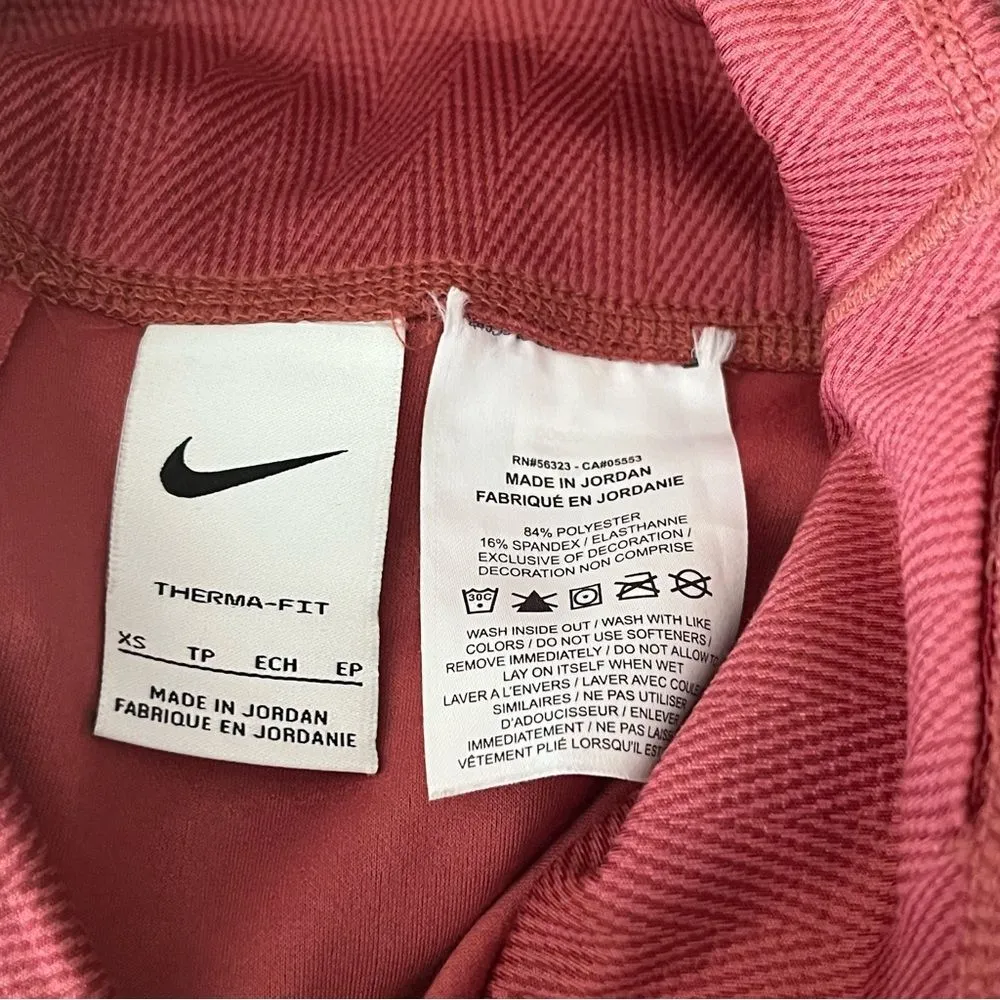 THERMA-FIT
XS TP ECH EP
MADE IN JORDAN
FABRIQUE EN JORDANIE
RN#56323 - CA#05553
MADE IN JORDAN
FABRIQUÉ EN JORDANIE
84% POLYESTER
16% SPANDEX / ELASTHANNE
EXCLUSIVE OF DECORATION /
DECORATION NON COMPRISE
30C
WASH INSIDE OUT / WASH WITH LIKE
COLORS / DO NOT USE SOFTENERS /
REMOVE IMMEDIATELY / DO NOT ALLOW TO
LAY ON ITSELF WHEN WET
LAVER A L'ENVERS / LAVER AVEC
SIMILAIRES / NE PAS UTILISER
D'ADOUCISSEUR / ENLEVER
IMMEDIATEMENT / NE PAS
VÊTEMENT PLIÉ LORSQU'IL